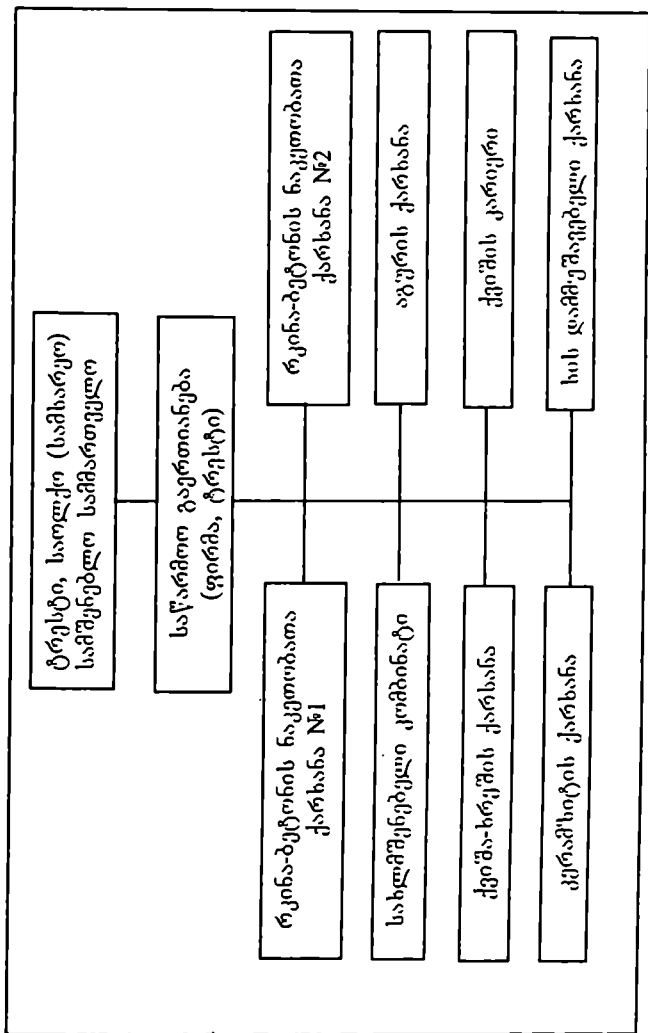 ტრესტი, საოლქო (სამხარეო)
სამშენებლო სამმართველო
საწარმოო გაერთიანება
(ფირმა, ტრესტი)
რკინა-ბეტონის ნაკეთობათა
ქარხანა №1
რკინა-ბეტონის ნაკეთობათა
ქარხანა №2
სახლმშენებელი კომბინატი
აგურის ქარხანა
ქვიშა-ხრეშის ქარხანა
ქვიშის კარიერი
კერამზიტის ქარხანა
ხის დამმუშავებელი ქარხანა